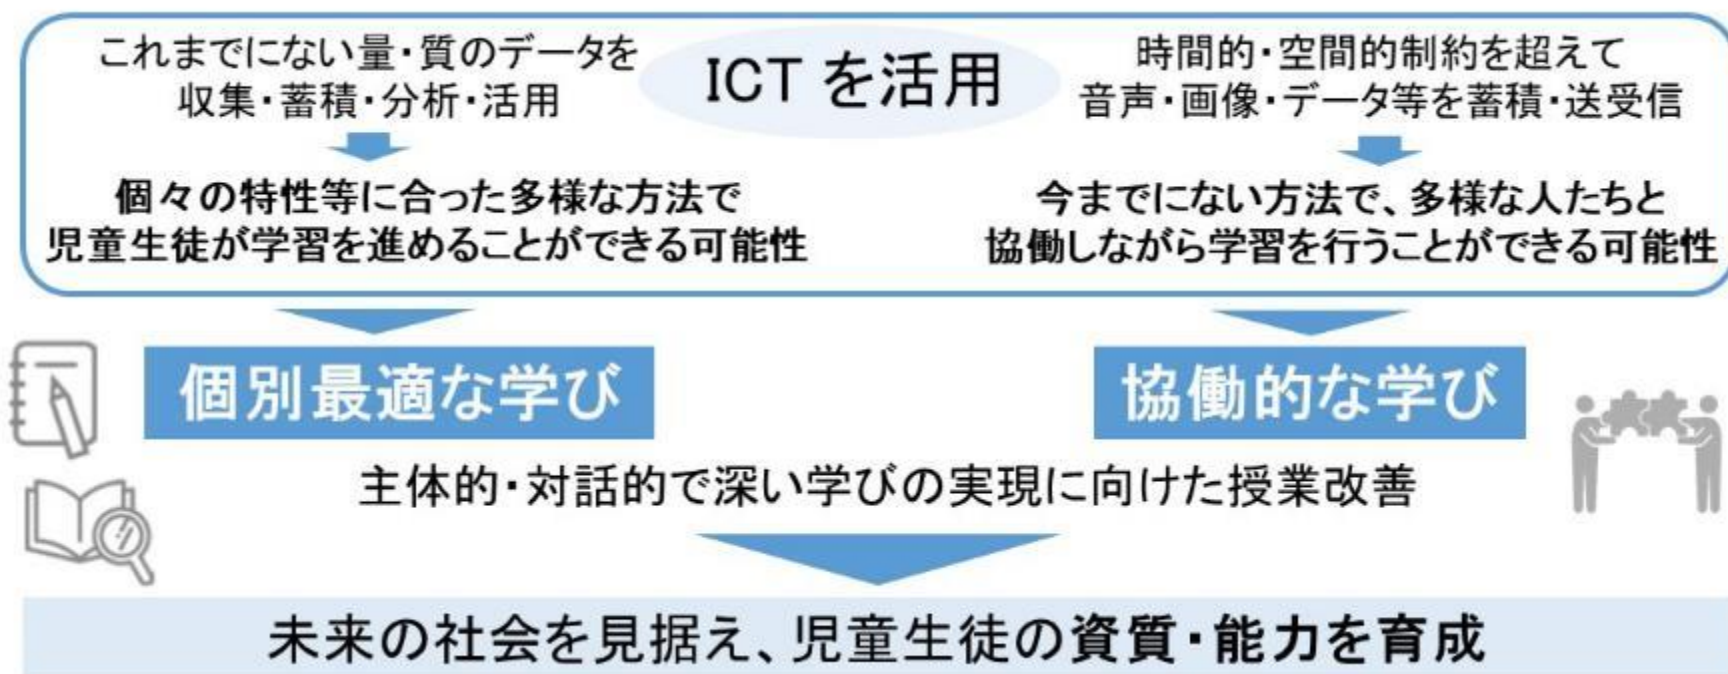 これまでにない量・質のデータを
収集・蓄積・分析・活用
個々の特性等に合った多様な方法で
児童生徒が学習を進めることができる可能性
ICTを活用
時間的・空間的制約を超えて
音声・画像・データ等を蓄積・送受信
今までにない方法で、多様な人たちと
協働しながら学習を行うことができる可能性
個別最適な学び
協働的な学び
主体的・対話的で深い学びの実現に向けた授業改善
未来の社会を見据え、児童生徒の資質・能力を育成